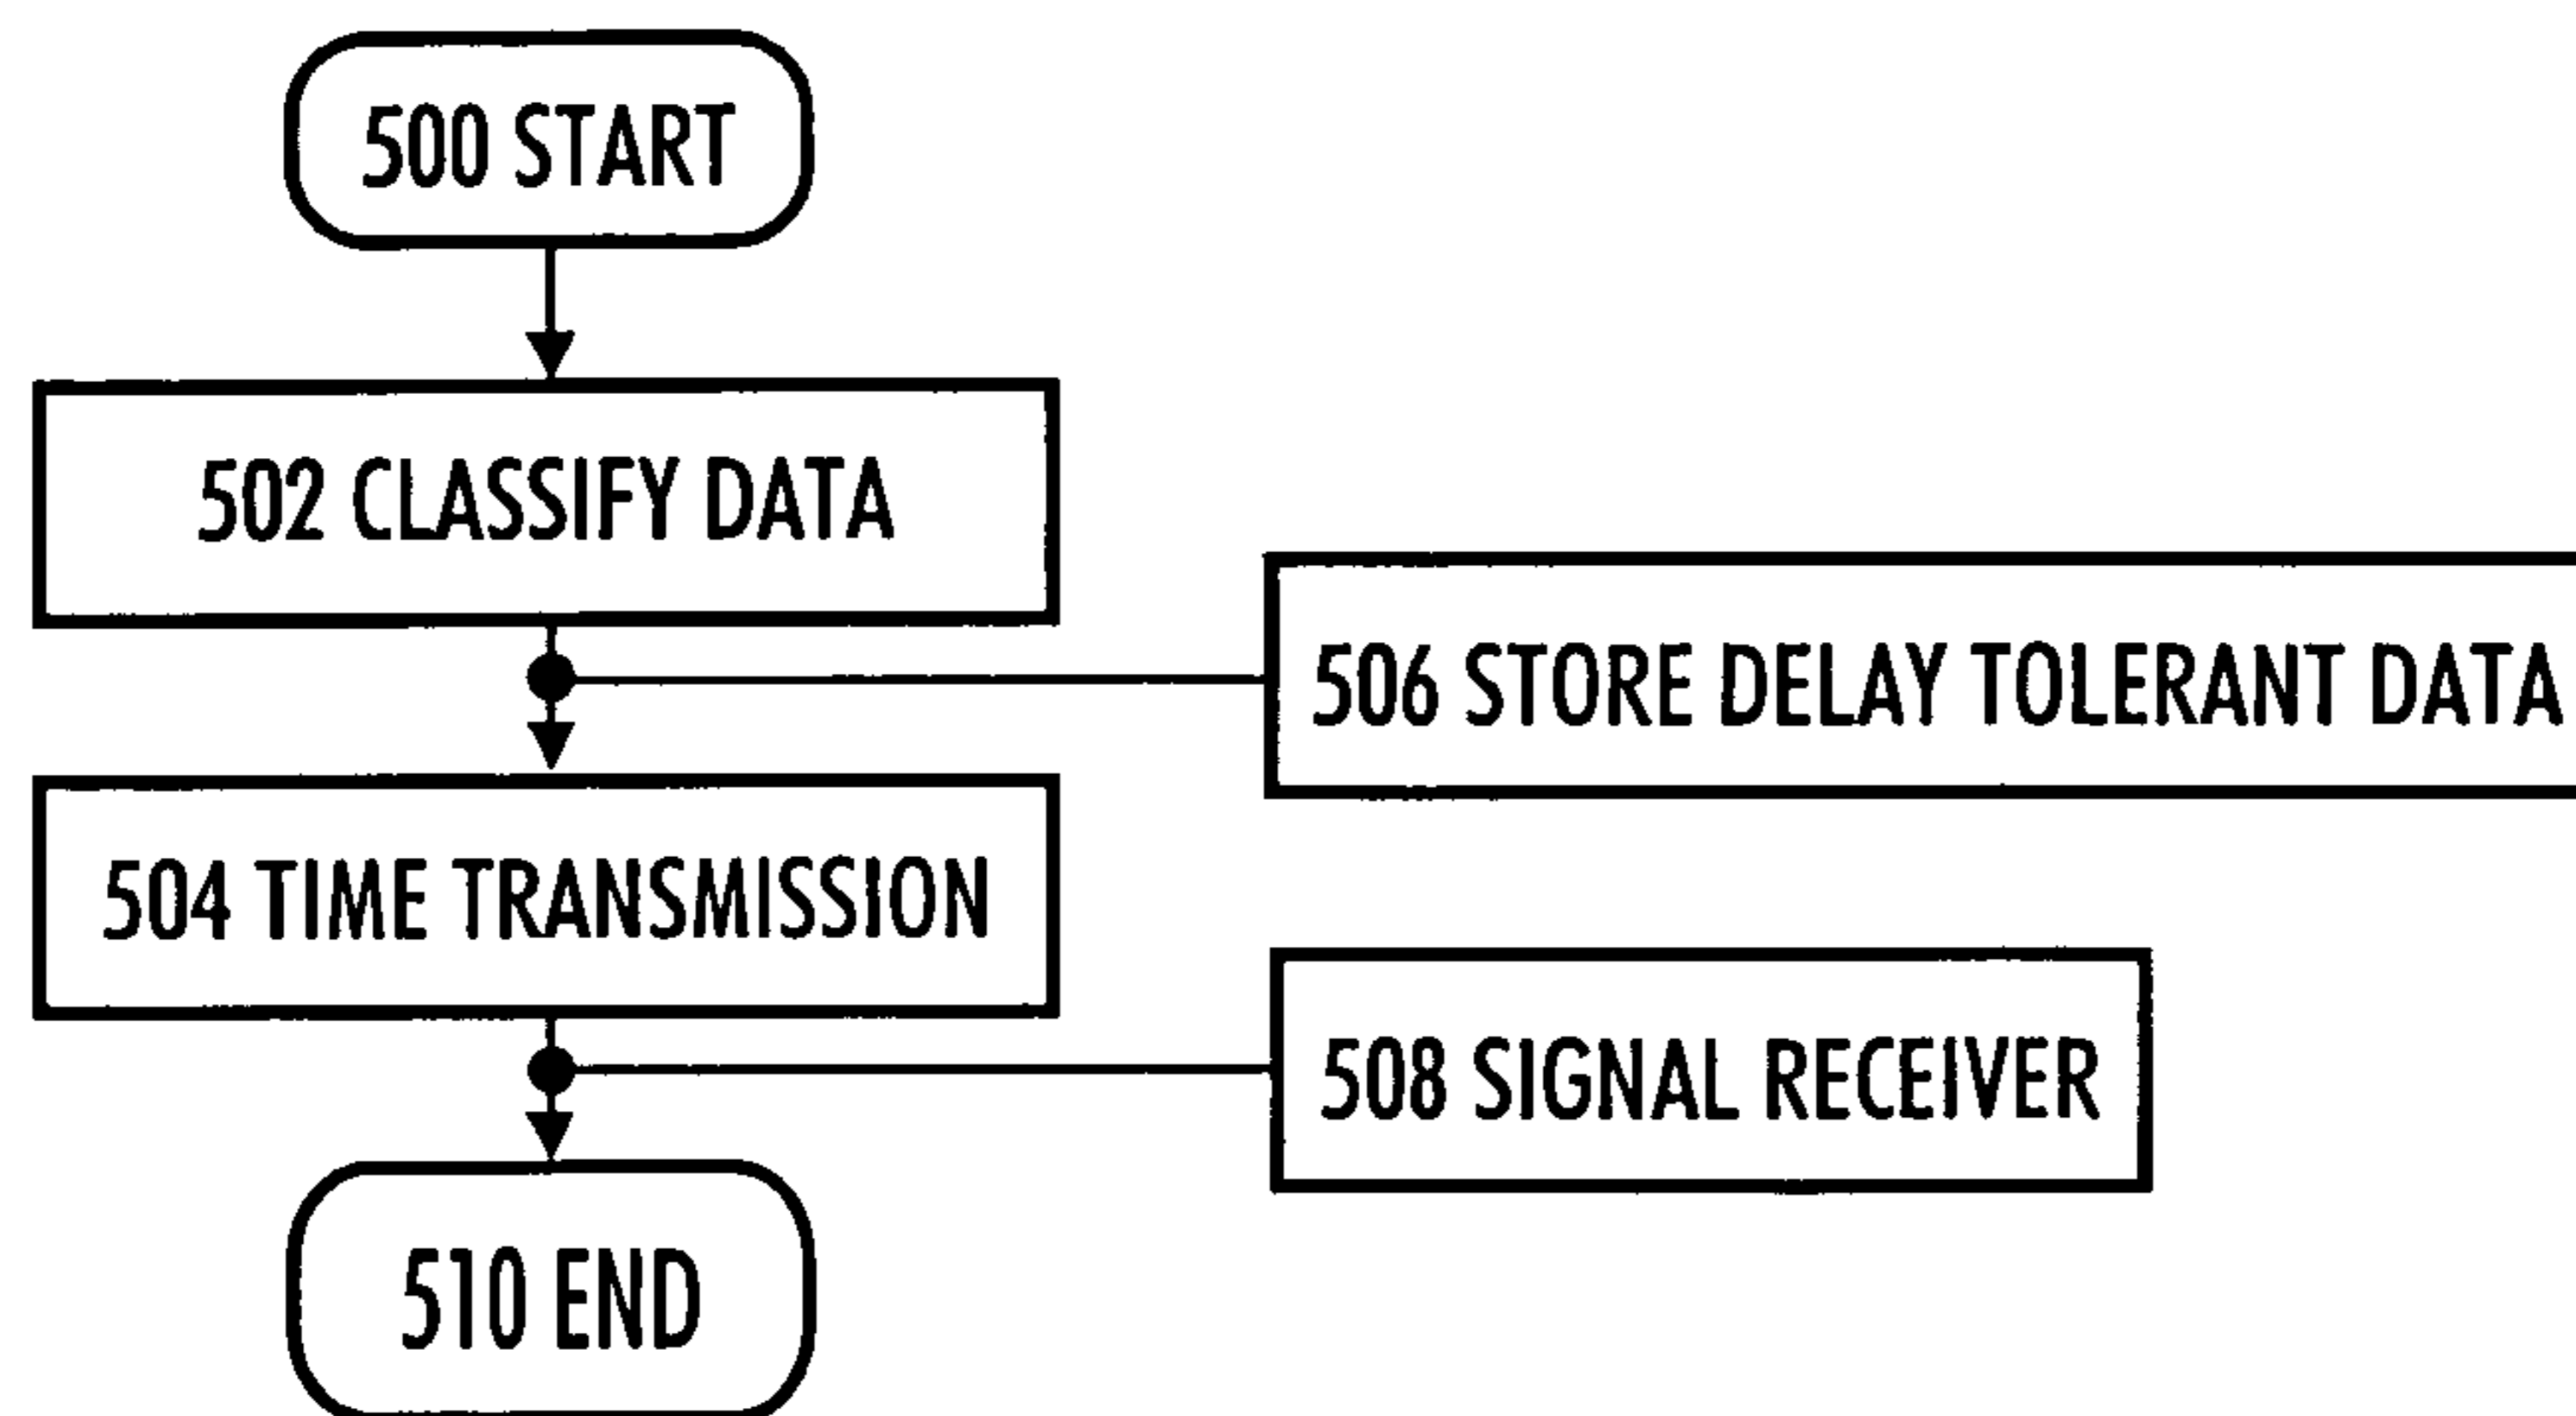 500 START
502 CLASSIFY DATA
506 STORE DELAY TOLERANT DATA
504 TIME TRANSMISSION
508 SIGNAL RECEIVER
510 END